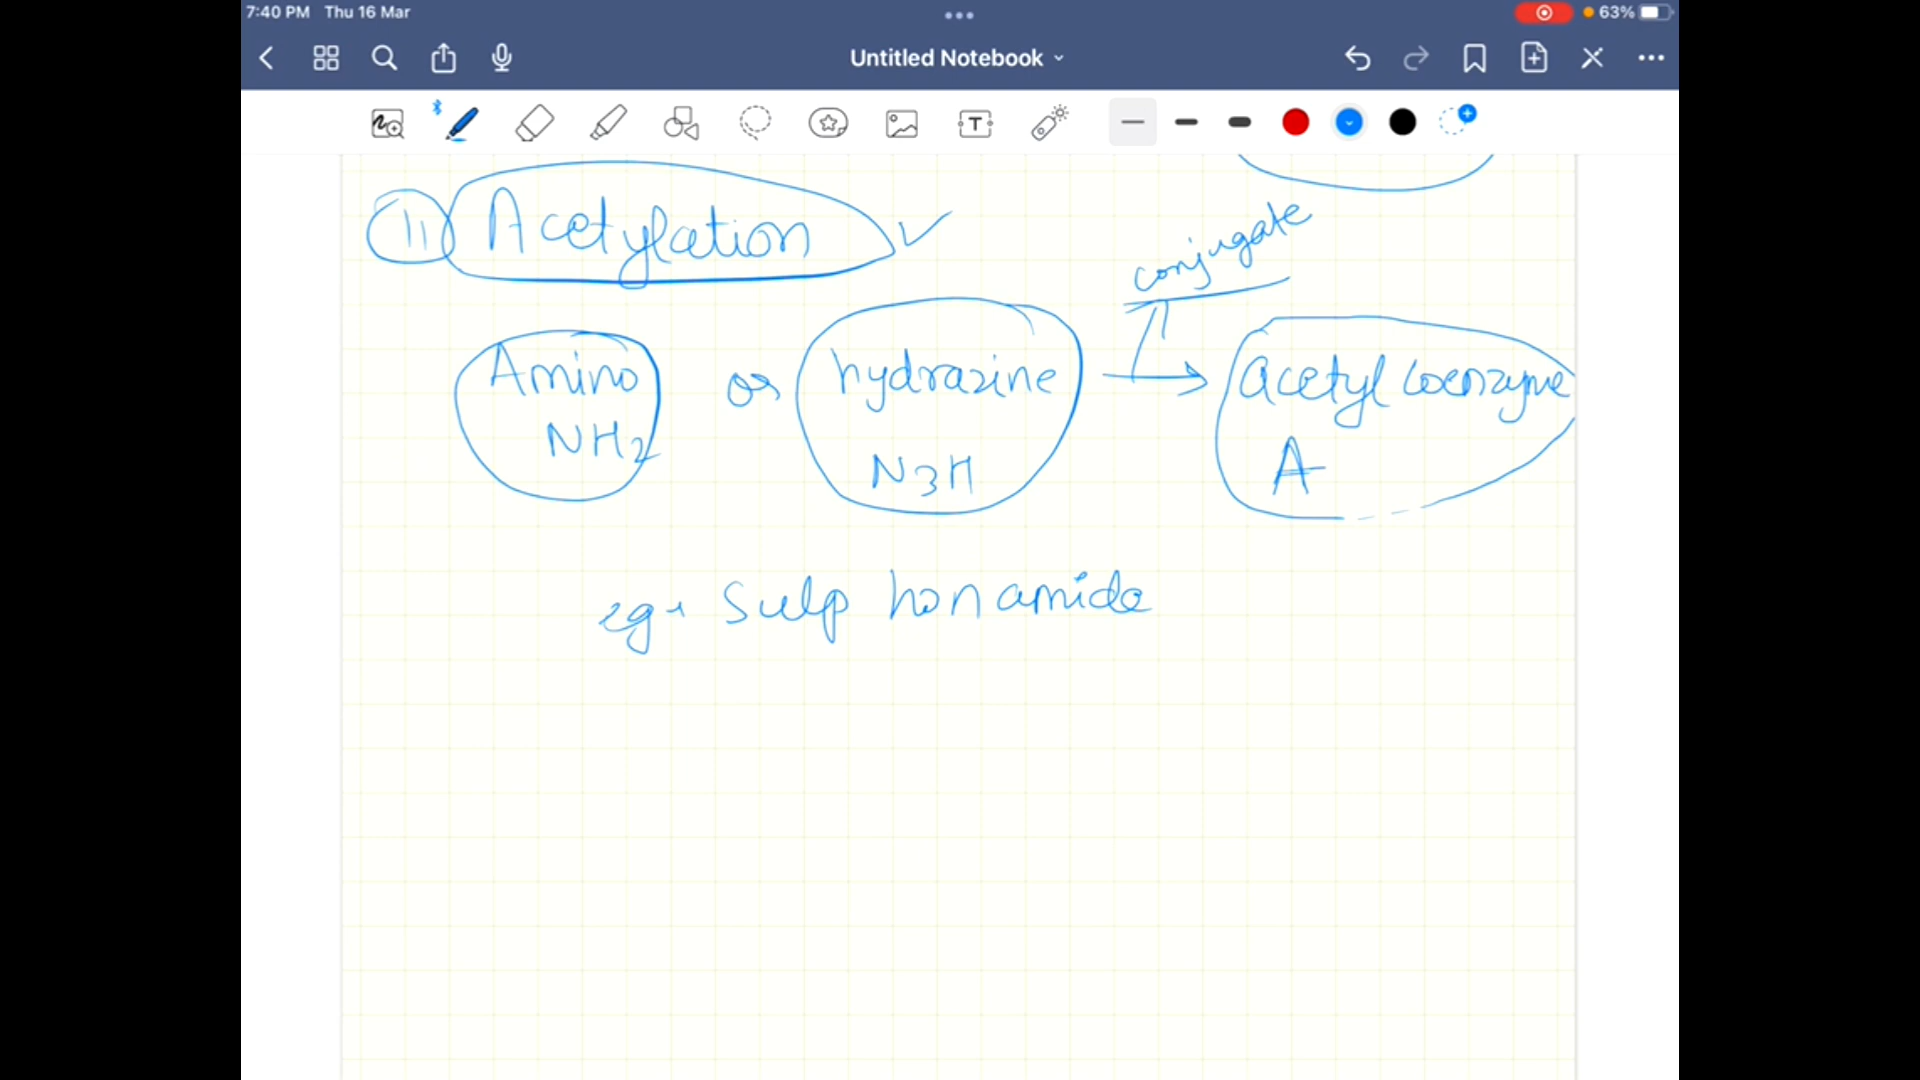 7:40 PM Thu 16 Mar
63%
Untitled Notebook
T
11 Acetylation
conjugate
Amino or hydrazine acetyl coenzyme
NH2 N3H A
eg. Sulphonamide